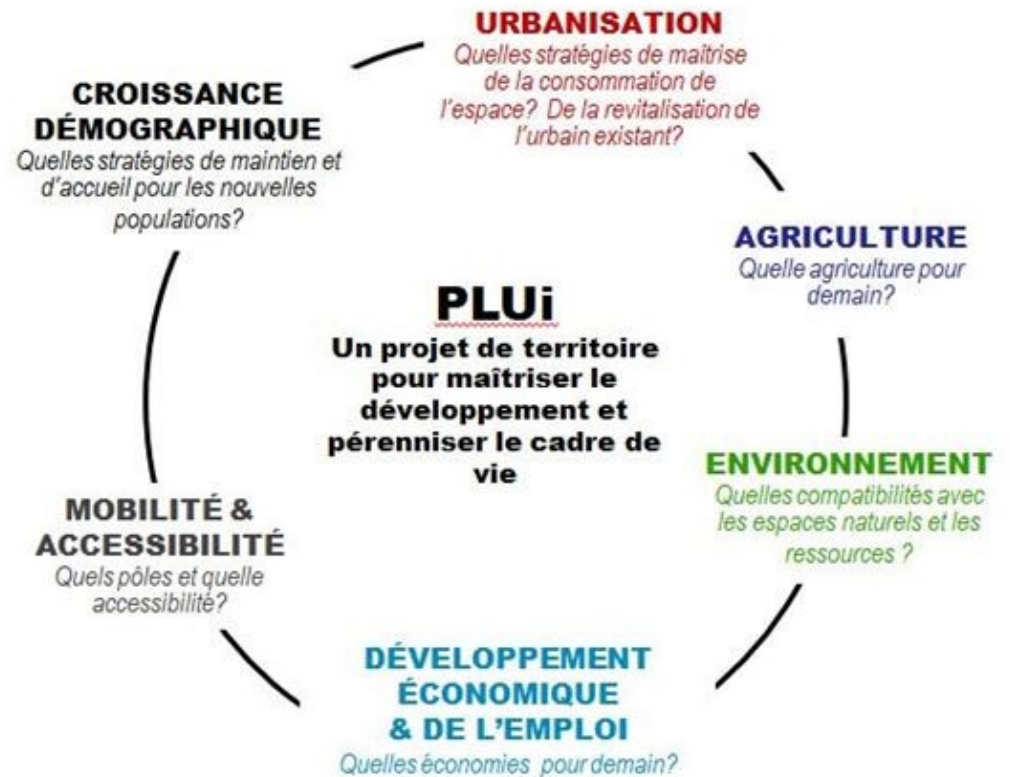 URBANISATION
Quelles stratégies de maîtrise
de la consommation de
l'espace? De la revitalisation de
l'urbain existant?
CROISSANCE
DÉMOGRAPHIQUE
Quelles stratégies de maintien et
d'accueil pour les nouvelles
populations?
AGRICULTURE
Quelle agriculture pour
demain?
PLUi
Un projet de territoire
pour maîtriser le
développement et
pérenniser le cadre de
vie
ENVIRONNEMENT
Quelles compatibilités avec
les espaces naturels et les
ressources ?
MOBILITÉ &
ACCESSIBILITÉ
Quels pôles et quelle
accessibilité?
DÉVELOPPEMENT
ÉCONOMIQUE
& DE L'EMPLOI
Quelles économies pour demain?